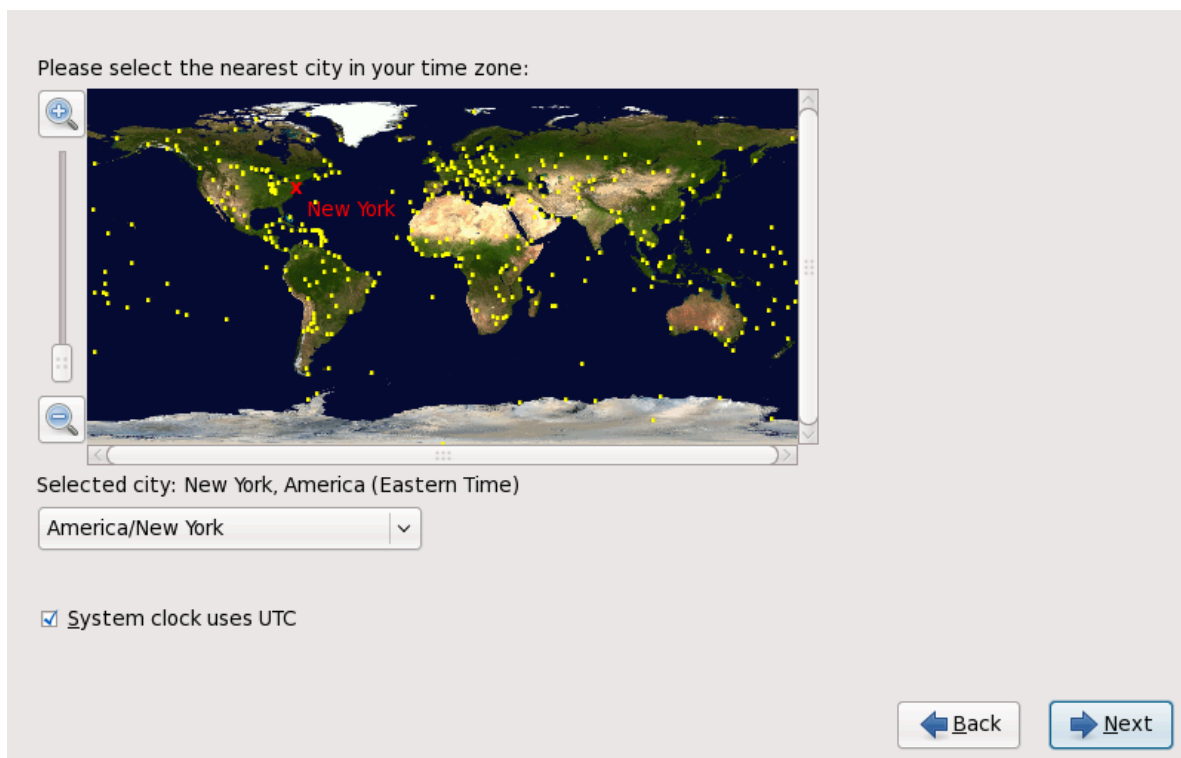 Please select the nearest city in your time zone:
New York
Selected city: New York, America (Eastern Time)
America/New York
System clock uses UTC
Back
Next